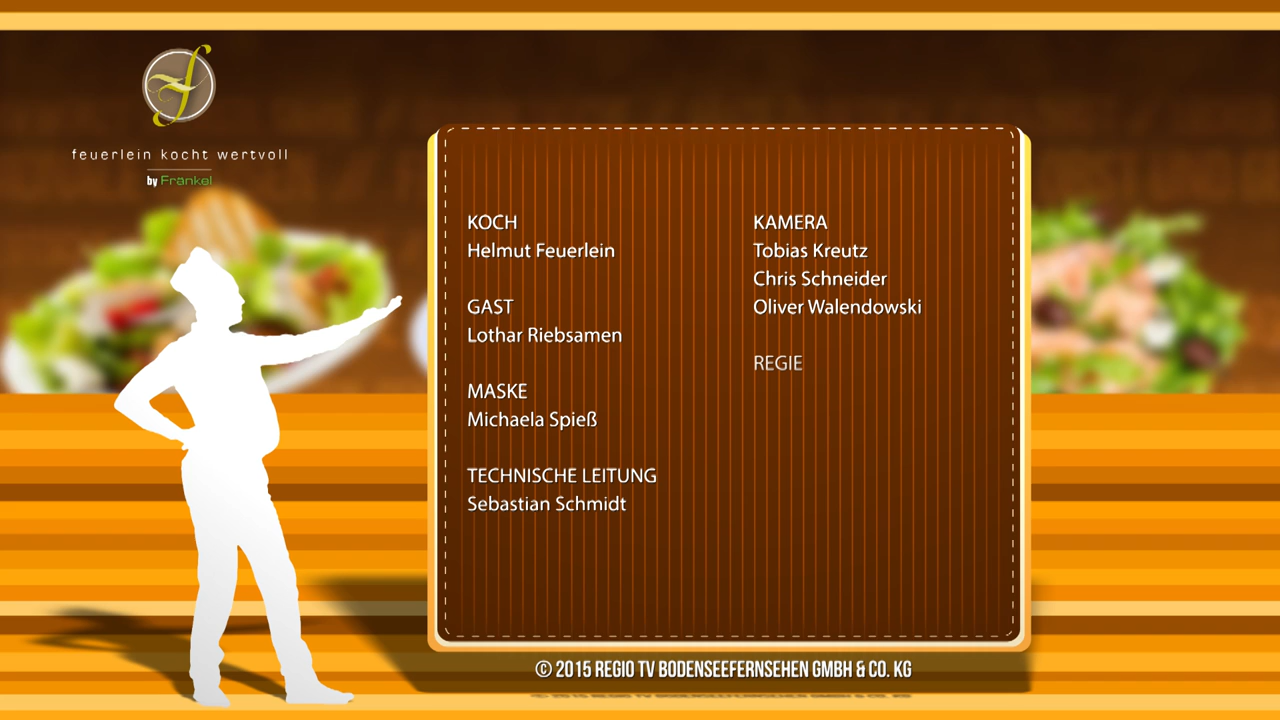 feuerlein kocht wertvoll
by Fränkel
KOCH
Helmut Feuerlein
GAST
Lothar Riebsamen
MASKE
Michaela Spieß
TECHNISCHE LEITUNG
Sebastian Schmidt
KAMERA
Tobias Kreutz
Chris Schneider
Oliver Walendowski
REGIE
© 2015 REGIO TV BODENSEEFERNSEHEN GMBH & CO. KG